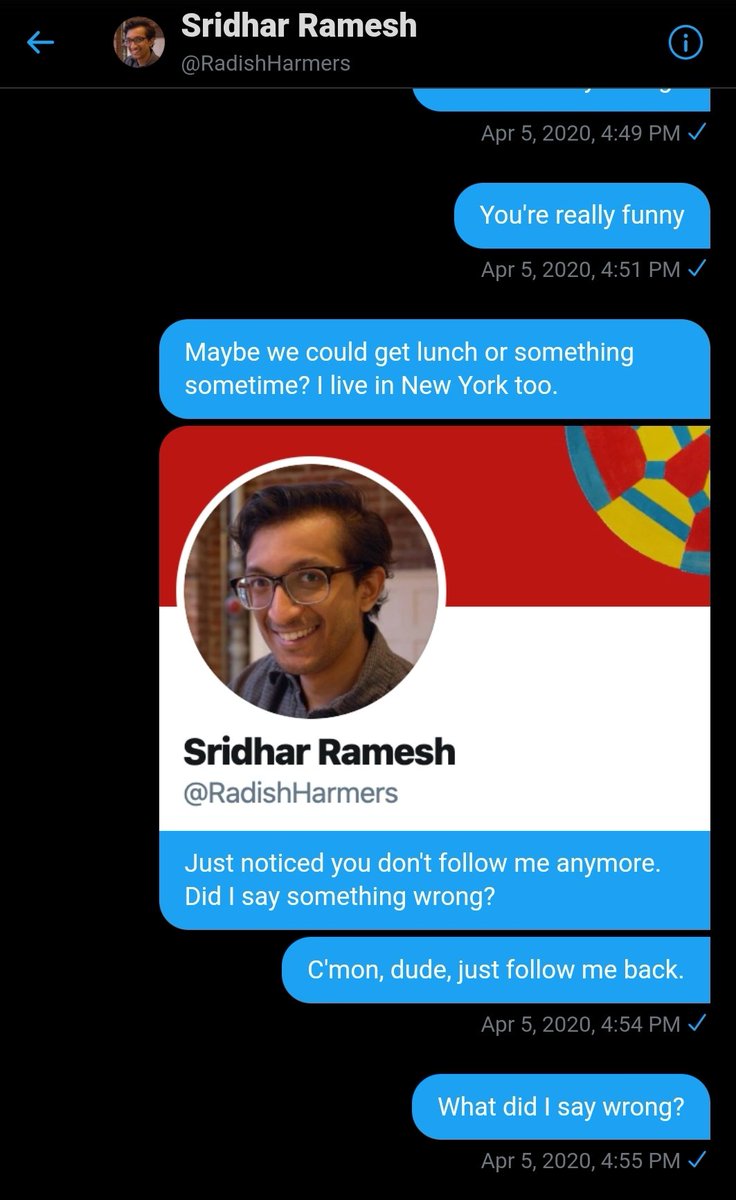 Sridhar Ramesh
@RadishHarmers
Apr 5, 2020, 4:49 PM
You're really funny
Apr 5, 2020, 4:51 PM
Maybe we could get lunch or something
sometime? I live in New York too.
Sridhar Ramesh
@RadishHarmers
Just noticed you don't follow me anymore.
Did I say something wrong?
C'mon, dude, just follow me back.
Apr 5, 2020, 4:54 PM
What did I say wrong?
Apr 5, 2020, 4:55 PM